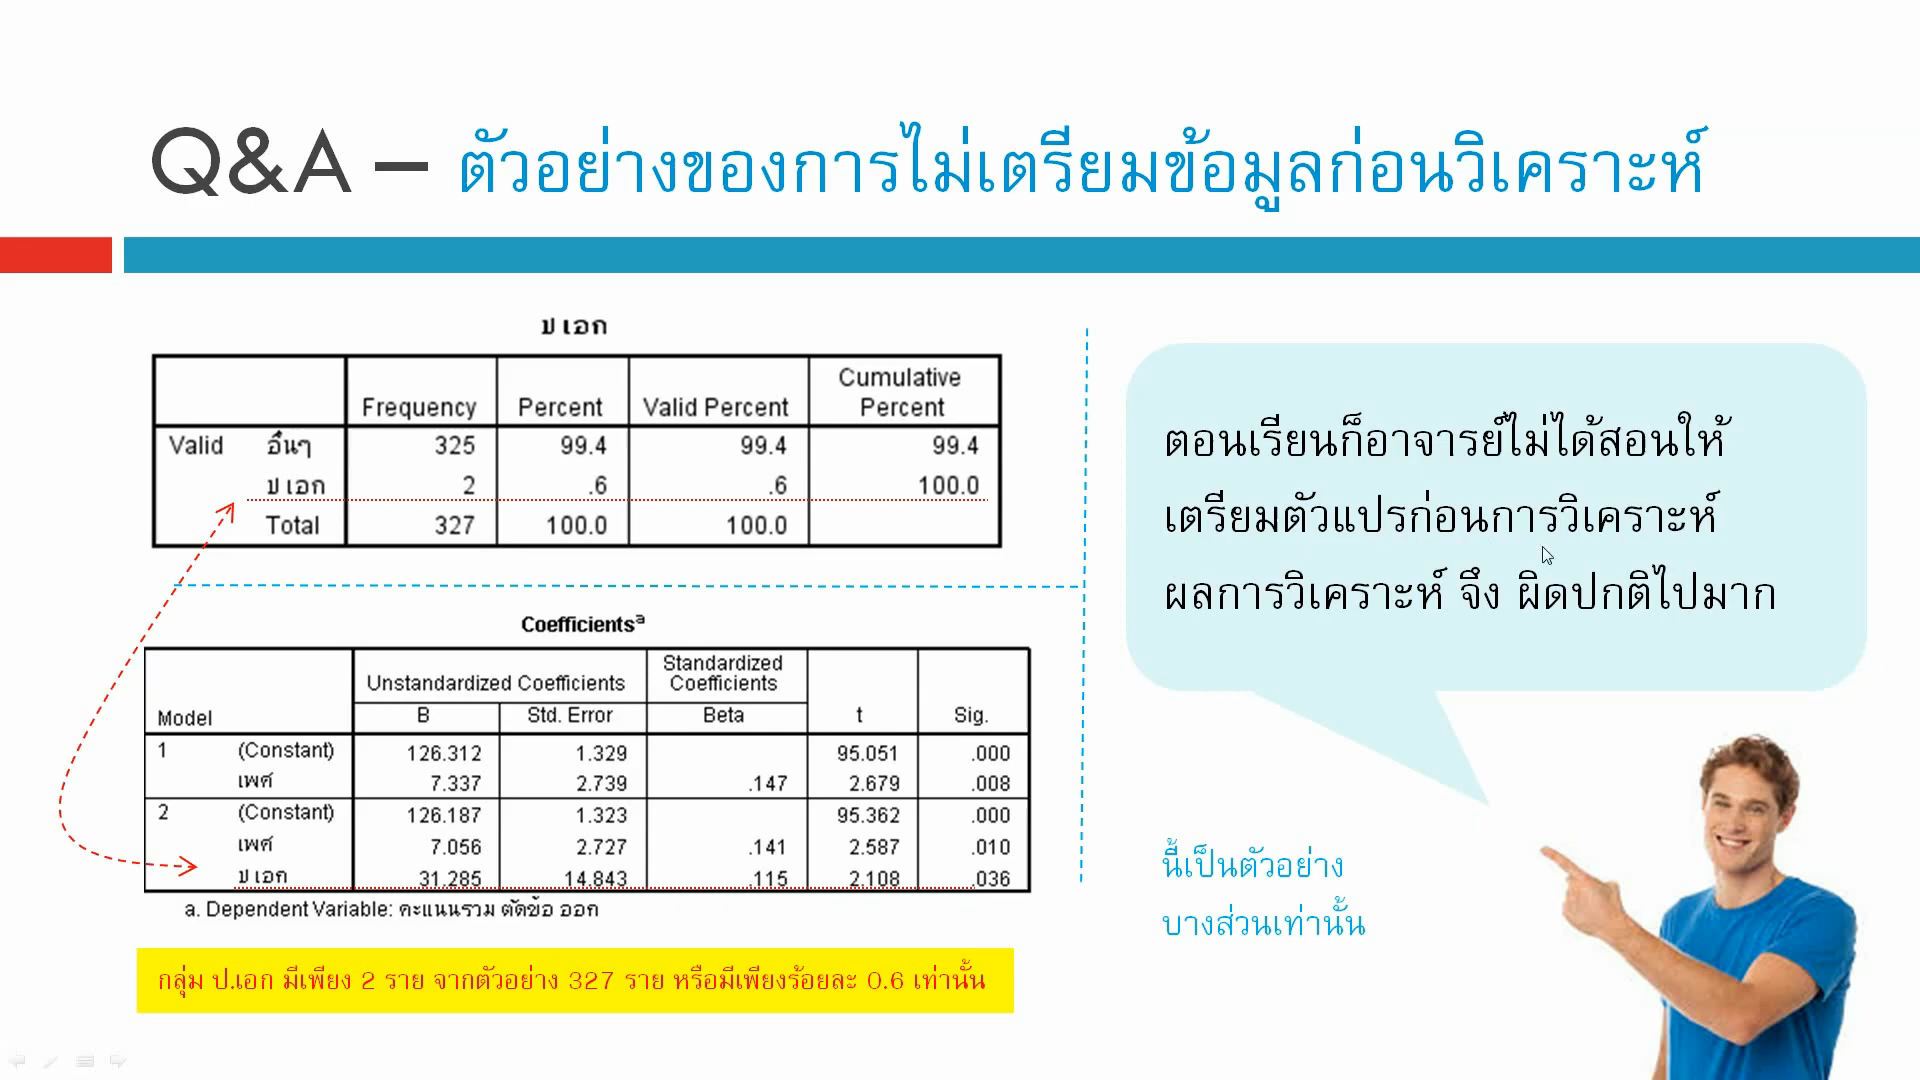 Q&A – ตัวอย่างของการไม่เตรียมข้อมูลก่อนวิเคราะห์
ป เอก
Frequency Percent Valid Percent Cumulative Percent
Valid อื่นๆ 325 99.4 99.4 99.4
ป เอก 2 .6 .6 100.0
Total 327 100.0 100.0
Coefficientsᵃ
Model Unstandardized Coefficients Standardized Coefficients t Sig.
B Std. Error Beta
1 (Constant) 126.312 1.329 95.051 .000
เพศ 7.337 2.739 .147 2.679 .008
2 (Constant) 126.187 1.323 95.362 .000
เพศ 7.056 2.727 .141 2.587 .010
ป เอก 31.285 14.843 .115 2.108 .036
a. Dependent Variable: คะแนนรวม ตัดข้อ ออก
กลุ่ม ป.เอก มีเพียง 2 ราย จากตัวอย่าง 327 ราย หรือมีเพียงร้อยละ 0.6 เท่านั้น
ตอนเรียนก็อาจารย์ไม่ได้สอนให้
เตรียมตัวแปรก่อนการวิเคราะห์
ผลการวิเคราะห์ จึง ผิดปกติไปมาก
นี้เป็นตัวอย่าง
บางส่วนเท่านั้น